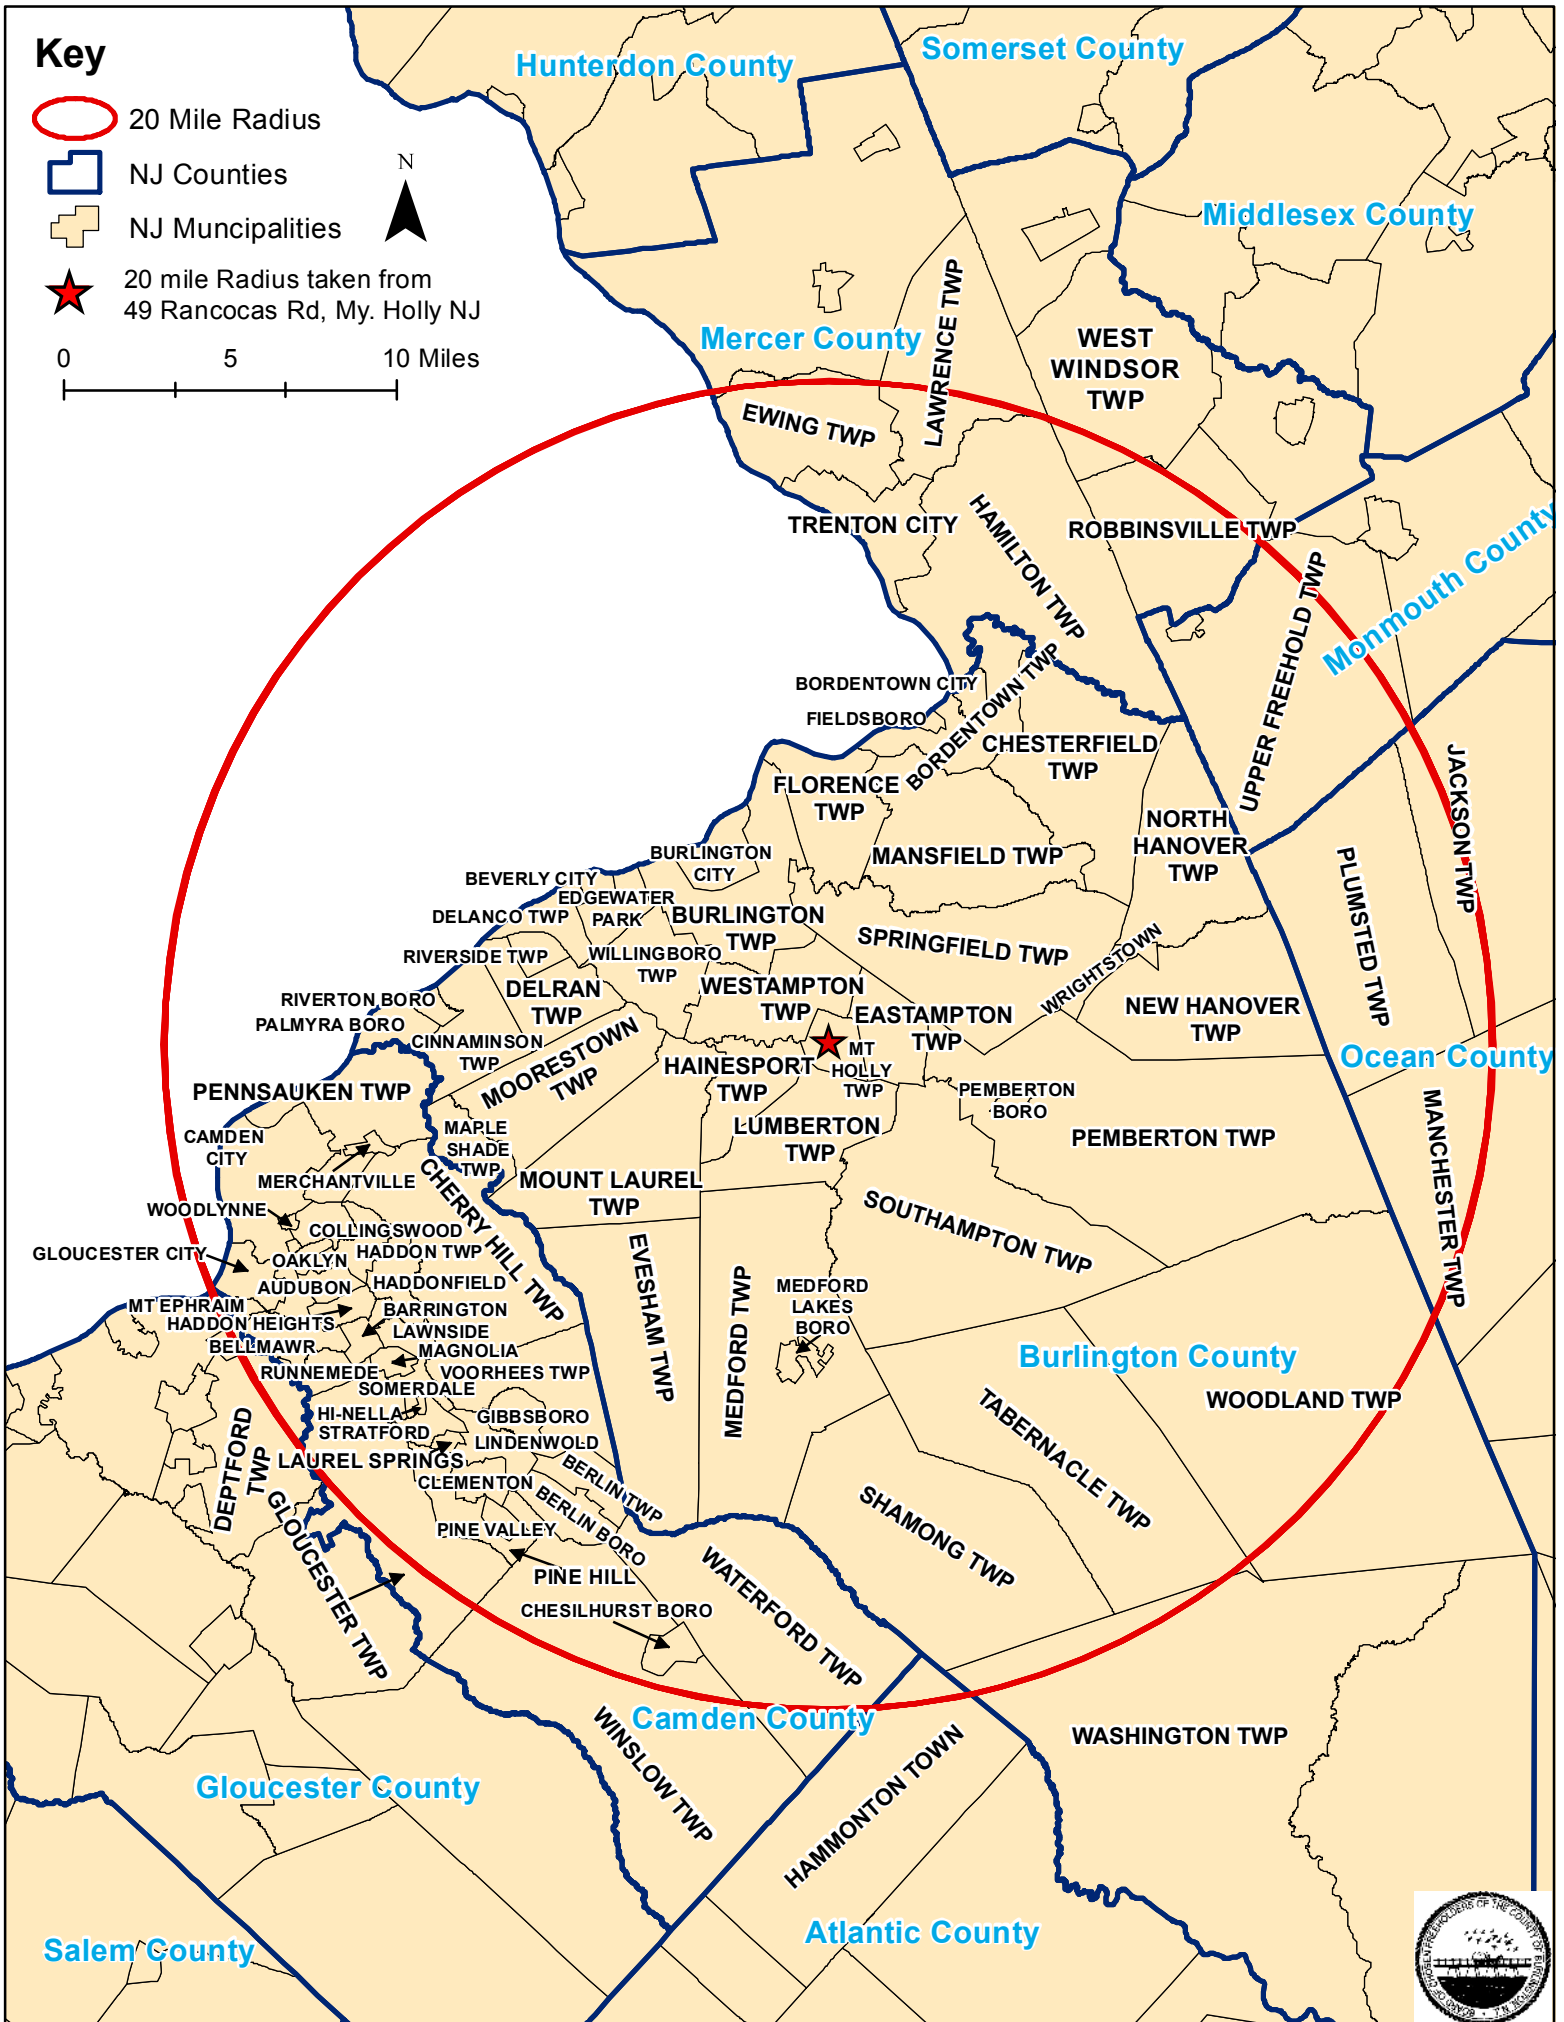 Key
20 Mile Radius
NJ Counties
NJ Muncipalities
N
20 mile Radius taken from
49 Rancocas Rd, My. Holly NJ
0 5 10 Miles
Hunterdon County
Somerset County
Middlesex County
Mercer County
LAWRENCE TWP
WEST
WINDSOR
TWP
EWING TWP
TRENTON CITY
HAMILTON TWP
ROBBINSVILLE TWP
Monmouth County
UPPER FREEHOLD TWP
BORDENTOWN CITY
FIELDSBORO
BORDENTOWN TWP
CHESTERFIELD
TWP
FLORENCE
TWP
JACKSON TWP
NORTH
HANOVER
TWP
MANSFIELD TWP
BURLINGTON
CITY
PLUMSTED TWP
BEVERLY CITY
EDGEWATER
PARK
DELANCO TWP
BURLINGTON
TWP
SPRINGFIELD TWP
WRIGHTSTOWN
RIVERSIDE TWP
WILLINGBORO
TWP
DELRAN
TWP
WESTAMPTON
TWP
EASTAMPTON
TWP
NEW HANOVER
TWP
RIVERTON BORO
PALMYRA BORO
CINNAMINSON
TWP
MOORESTOWN
TWP
HAINESPORT
TWP
MT
HOLLY
TWP
Ocean County
PENNSAUKEN TWP
PEMBERTON
BORO
LUMBERTON
TWP
PEMBERTON TWP
MANCHESTER TWP
CAMDEN
CITY
MAPLE
SHADE
TWP
MERCHANTVILLE
CHERRY HILL TWP
MOUNT LAUREL
TWP
WOODLYNNE
COLLINGSWOOD
SOUTHAMPTON TWP
GLOUCESTER CITY
OAKLYN
HADDON TWP
AUDUBON
HADDONFIELD
EVESHAM TWP
MEDFORD TWP
MEDFORD
LAKES
BORO
MT EPHRAIM
HADDON HEIGHTS
BARRINGTON
LAWNSIDE
BELLMAWR
MAGNOLIA
RUNNEMEDE
VOORHEES TWP
SOMERDALE
Burlington County
WOODLAND TWP
TABERNACLE TWP
HI-NELLA
STRATFORD
GIBBSBORO
LINDENWOLD
DEPTFORD
TWP
LAUREL SPRINGS
CLEMENTON
BERLIN TWP
BERLIN BORO
SHAMONG TWP
GLOUCESTER TWP
PINE VALLEY
PINE HILL
CHESILHURST BORO
WATERFORD TWP
Camden County
WINSLOW TWP
HAMMONTON TOWN
WASHINGTON TWP
Gloucester County
Salem County
Atlantic County
BOARD OF CHOSEN FREEHOLDERS OF THE COUNTY OF BURLINGTON N.J.